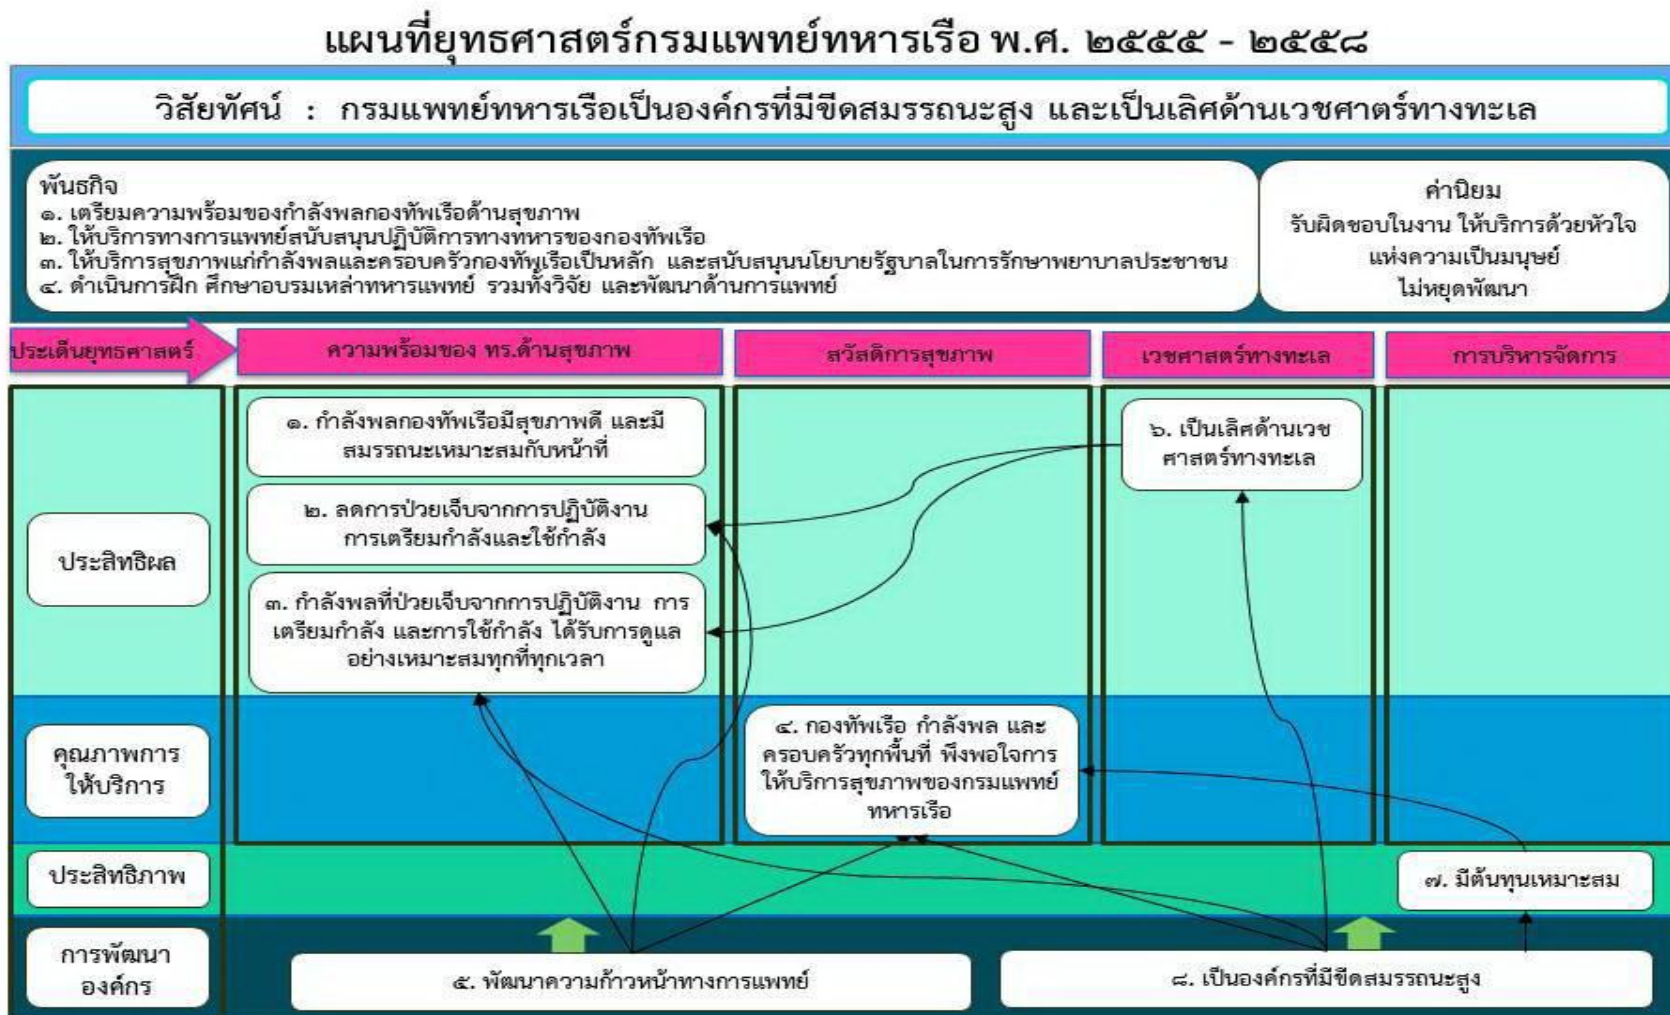 แผนที่ยุทธศาสตร์กรมแพทย์ทหารเรือ พ.ศ. ๒๕๕๕ - ๒๕๕๘
วิสัยทัศน์ : กรมแพทย์ทหารเรือเป็นองค์กรที่มีขีดสมรรถนะสูง และเป็นเลิศด้านเวชศาตร์ทางทะเล
พันธกิจ
๑. เตรียมความพร้อมของกำลังพลกองทัพเรือด้านสุขภาพ
๒. ให้บริการทางการแพทย์สนับสนุนปฏิบัติการทางทหารของกองทัพเรือ
๓. ให้บริการสุขภาพแก่กำลังพลและครอบครัวกองทัพเรือเป็นหลัก และสนับสนุนนโยบายรัฐบาลในการรักษาพยาบาลประชาชน
๔. ดำเนินการฝึก ศึกษาอบรมเหล่าทหารแพทย์ รวมทั้งวิจัย และพัฒนาด้านการแพทย์
ค่านิยม
รับผิดชอบในงาน ให้บริการด้วยหัวใจ
แห่งความเป็นมนุษย์
ไม่หยุดพัฒนา
ประเด็นยุทธศาสตร์
ความพร้อมของ ทร.ด้านสุขภาพ
สวัสดิการสุขภาพ
เวชศาสตร์ทางทะเล
การบริหารจัดการ
ประสิทธิผล
๑. กำลังพลกองทัพเรือมีสุขภาพดี และมี
สมรรถนะเหมาะสมกับหน้าที่
๒. ลดการป่วยเจ็บจากการปฏิบัติงาน
การเตรียมกำลังและใช้กำลัง
๓. กำลังพลที่ป่วยเจ็บจากการปฏิบัติงาน การ
เตรียมกำลัง และการใช้กำลัง ได้รับการดูแล
อย่างเหมาะสมทุกที่ทุกเวลา
๖. เป็นเลิศด้านเวช
ศาสตร์ทางทะเล
คุณภาพการ
ให้บริการ
๔. กองทัพเรือ กำลังพล และ
ครอบครัวทุกพื้นที่ พึงพอใจการ
ให้บริการสุขภาพของกรมแพทย์
ทหารเรือ
ประสิทธิภาพ
๗. มีต้นทุนเหมาะสม
การพัฒนา
องค์กร
๕. พัฒนาความก้าวหน้าทางการแพทย์
๘. เป็นองค์กรที่มีขีดสมรรถนะสูง